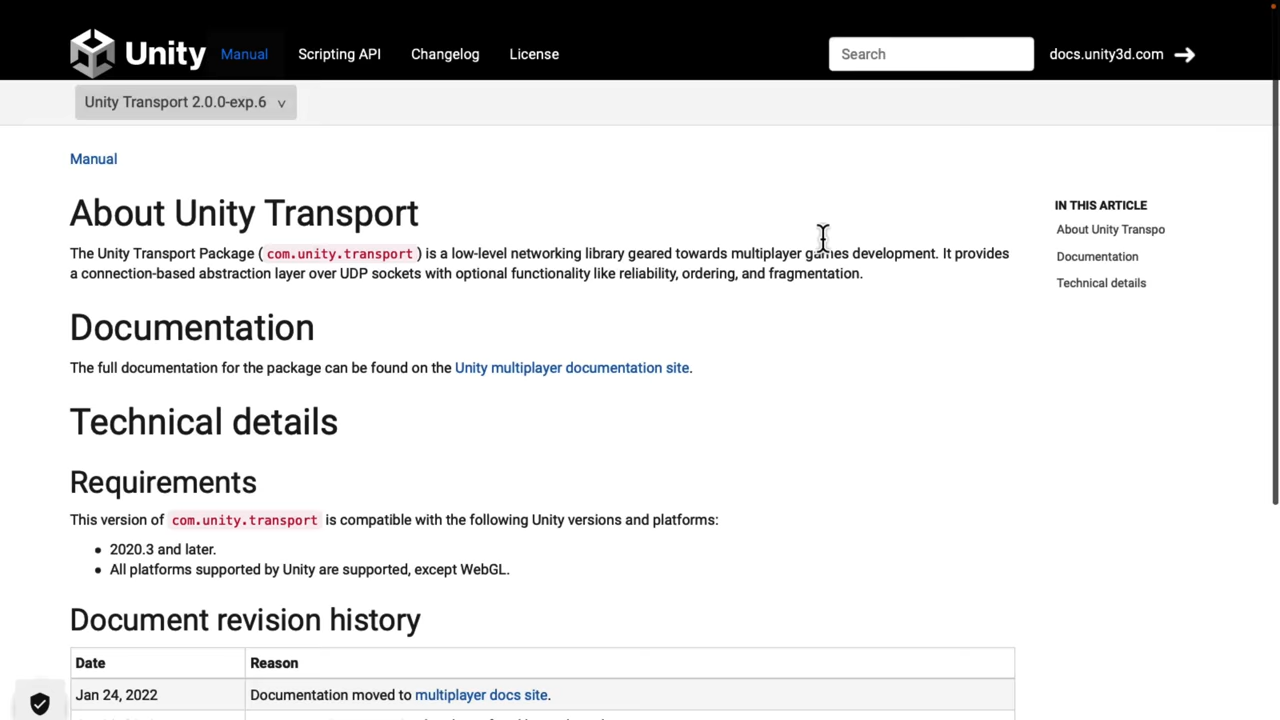 Unity Manual Scripting API Changelog License Search docs.unity3d.com
Unity Transport 2.0.0-exp.6
Manual
About Unity Transport
The Unity Transport Package ( com.unity.transport ) is a low-level networking library geared towards multiplayer games development. It provides
a connection-based abstraction layer over UDP sockets with optional functionality like reliability, ordering, and fragmentation.
IN THIS ARTICLE
About Unity Transpo
Documentation
Technical details
Documentation
The full documentation for the package can be found on the Unity multiplayer documentation site.
Technical details
Requirements
This version of com.unity.transport is compatible with the following Unity versions and platforms:
• 2020.3 and later.
• All platforms supported by Unity are supported, except WebGL.
Document revision history
Date Reason
Jan 24, 2022 Documentation moved to multiplayer docs site.